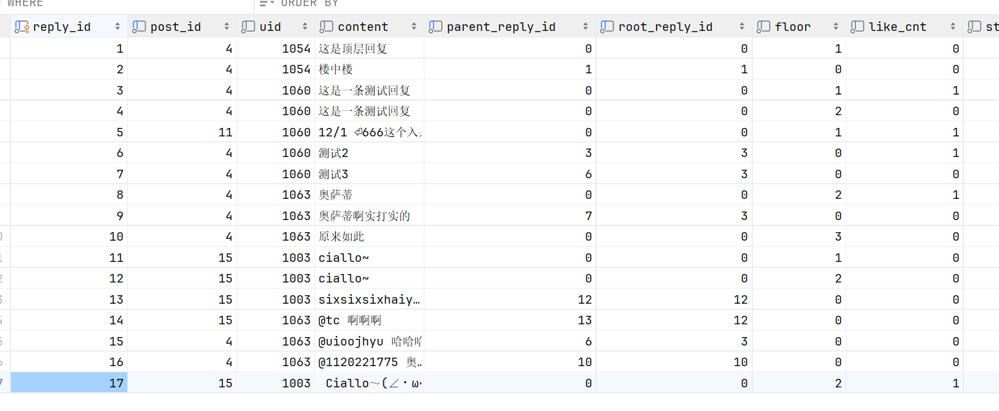 WHERE ORDER BY
reply_id post_id uid content parent_reply_id root_reply_id floor like_cnt st
1 4 1054 这是顶层回复 0 0 1 0
2 4 1054 楼中楼 1 1 0 0
3 4 1060 这是一条测试回复 0 0 1 1
4 4 1060 这是一条测试回复 0 0 2 0
5 11 1060 12/1 ⏎666这个入 0 0 1 1
6 4 1060 测试2 3 3 0 1
7 4 1060 测试3 6 3 0 0
8 4 1063 奥萨蒂 0 0 2 1
9 4 1063 奥萨蒂啊实打实的 7 3 0 0
10 4 1063 原来如此 0 0 3 0
11 15 1003 ciallo~ 0 0 1 0
12 15 1003 ciallo~ 0 0 2 0
13 15 1003 sixsixsixhaiy… 12 12 0 0
14 15 1063 @tc 啊啊啊 13 12 0 0
15 4 1063 @uioojhyu 哈哈哈 6 3 0 0
16 4 1063 @1120221775 奥… 10 10 0 0
17 15 1003 Ciallo～(∠・ω 0 0 2 1